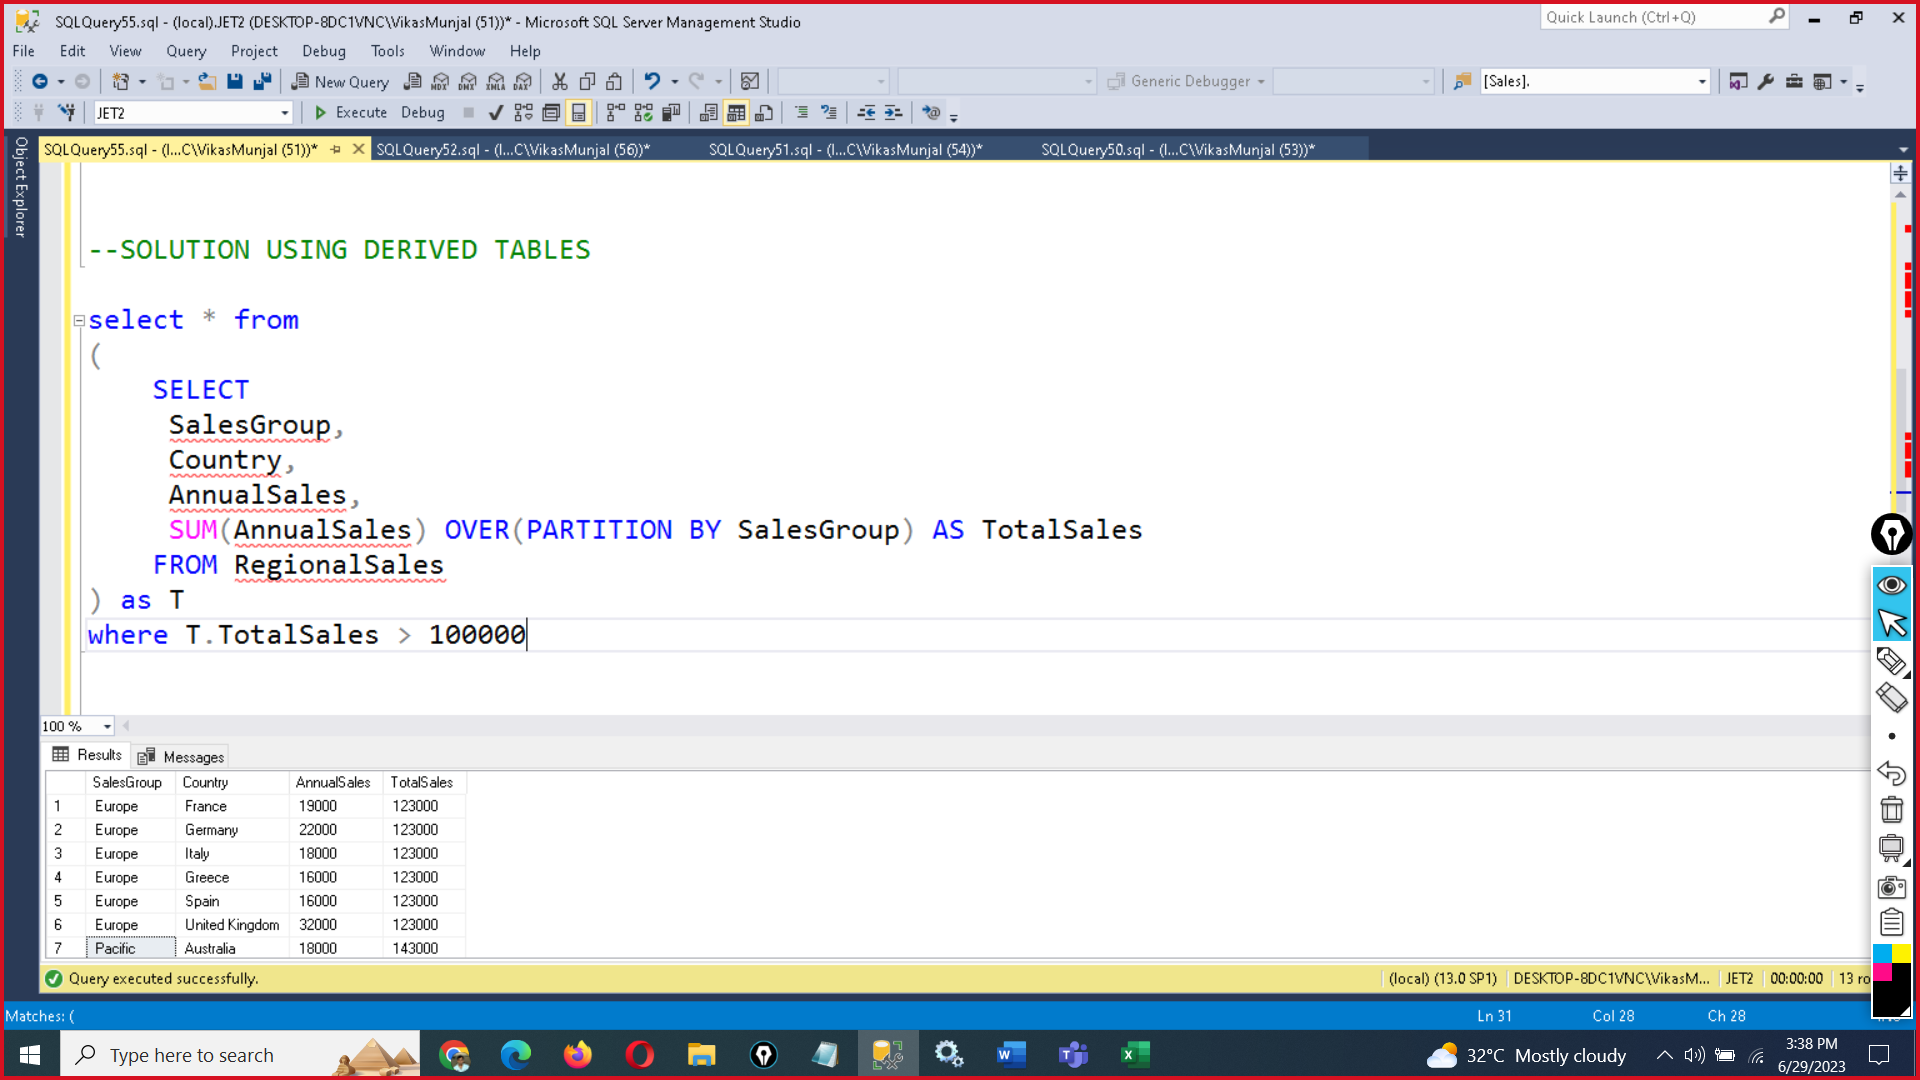 SQLQuery55.sql - (local).JET2 (DESKTOP-8DC1VNC\VikasMunjal (51))* - Microsoft SQL Server Management Studio
Quick Launch (Ctrl+Q)
File Edit View Query Project Debug Tools Window Help
New Query MDX DMX XMLA DAX Generic Debugger [Sales].
JET2 Execute Debug
Object Explorer
SQLQuery55.sql - (l...C\VikasMunjal (51))* SQLQuery52.sql - (l...C\VikasMunjal (56))* SQLQuery51.sql - (l...C\VikasMunjal (54))* SQLQuery50.sql - (l...C\VikasMunjal (53))*
--SOLUTION USING DERIVED TABLES
select * from
(
SELECT
SalesGroup,
Country,
AnnualSales,
SUM(AnnualSales) OVER(PARTITION BY SalesGroup) AS TotalSales
FROM RegionalSales
) as T
where T.TotalSales > 100000
100 %
Results Messages
SalesGroup Country AnnualSales TotalSales
1 Europe France 19000 123000
2 Europe Germany 22000 123000
3 Europe Italy 18000 123000
4 Europe Greece 16000 123000
5 Europe Spain 16000 123000
6 Europe United Kingdom 32000 123000
7 Pacific Australia 18000 143000
Query executed successfully. (local) (13.0 SP1) DESKTOP-8DC1VNC\VikasM... JET2 00:00:00 13 ro
Matches: ( Ln 31 Col 28 Ch 28
Type here to search 32°C Mostly cloudy 3:38 PM
6/29/2023